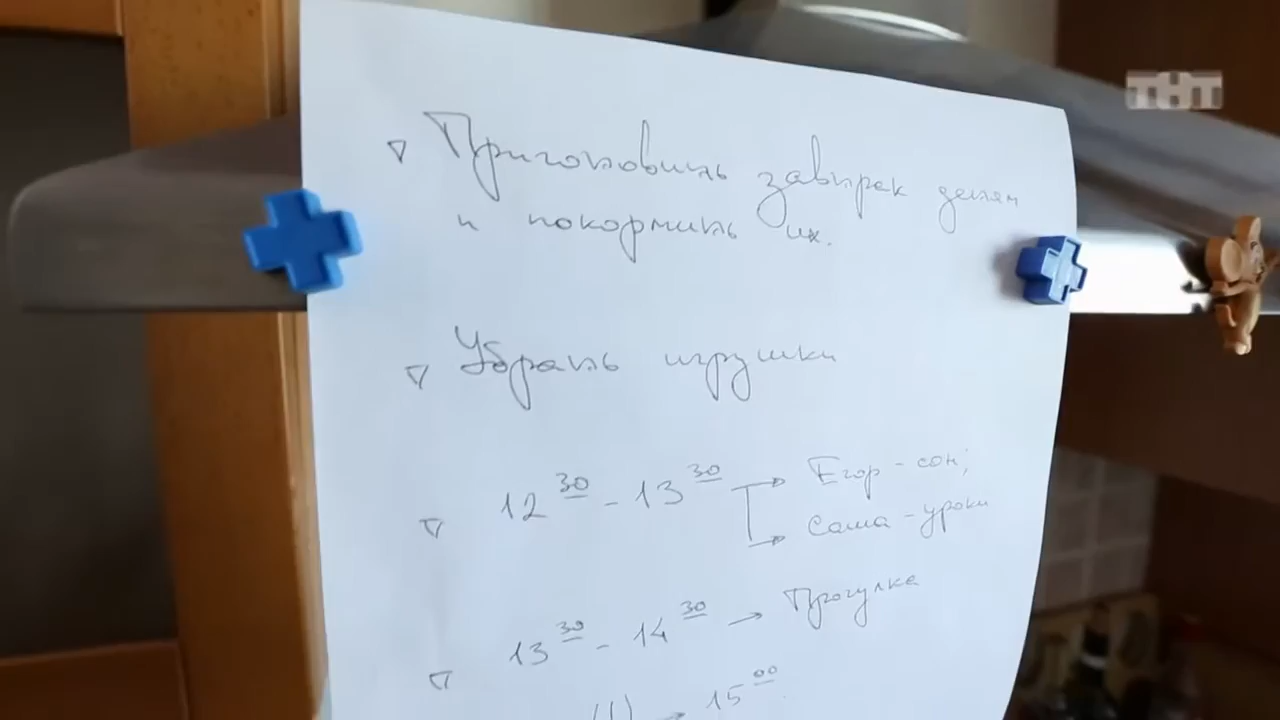 ТНТ
Приготовить завтрак детям
и покормить их.
Убрать игрушки
12 30 - 13 30 → Егор - сон;
→ Саша - уроки
13 30 - 14 30 → Прогулка
→ 15 00